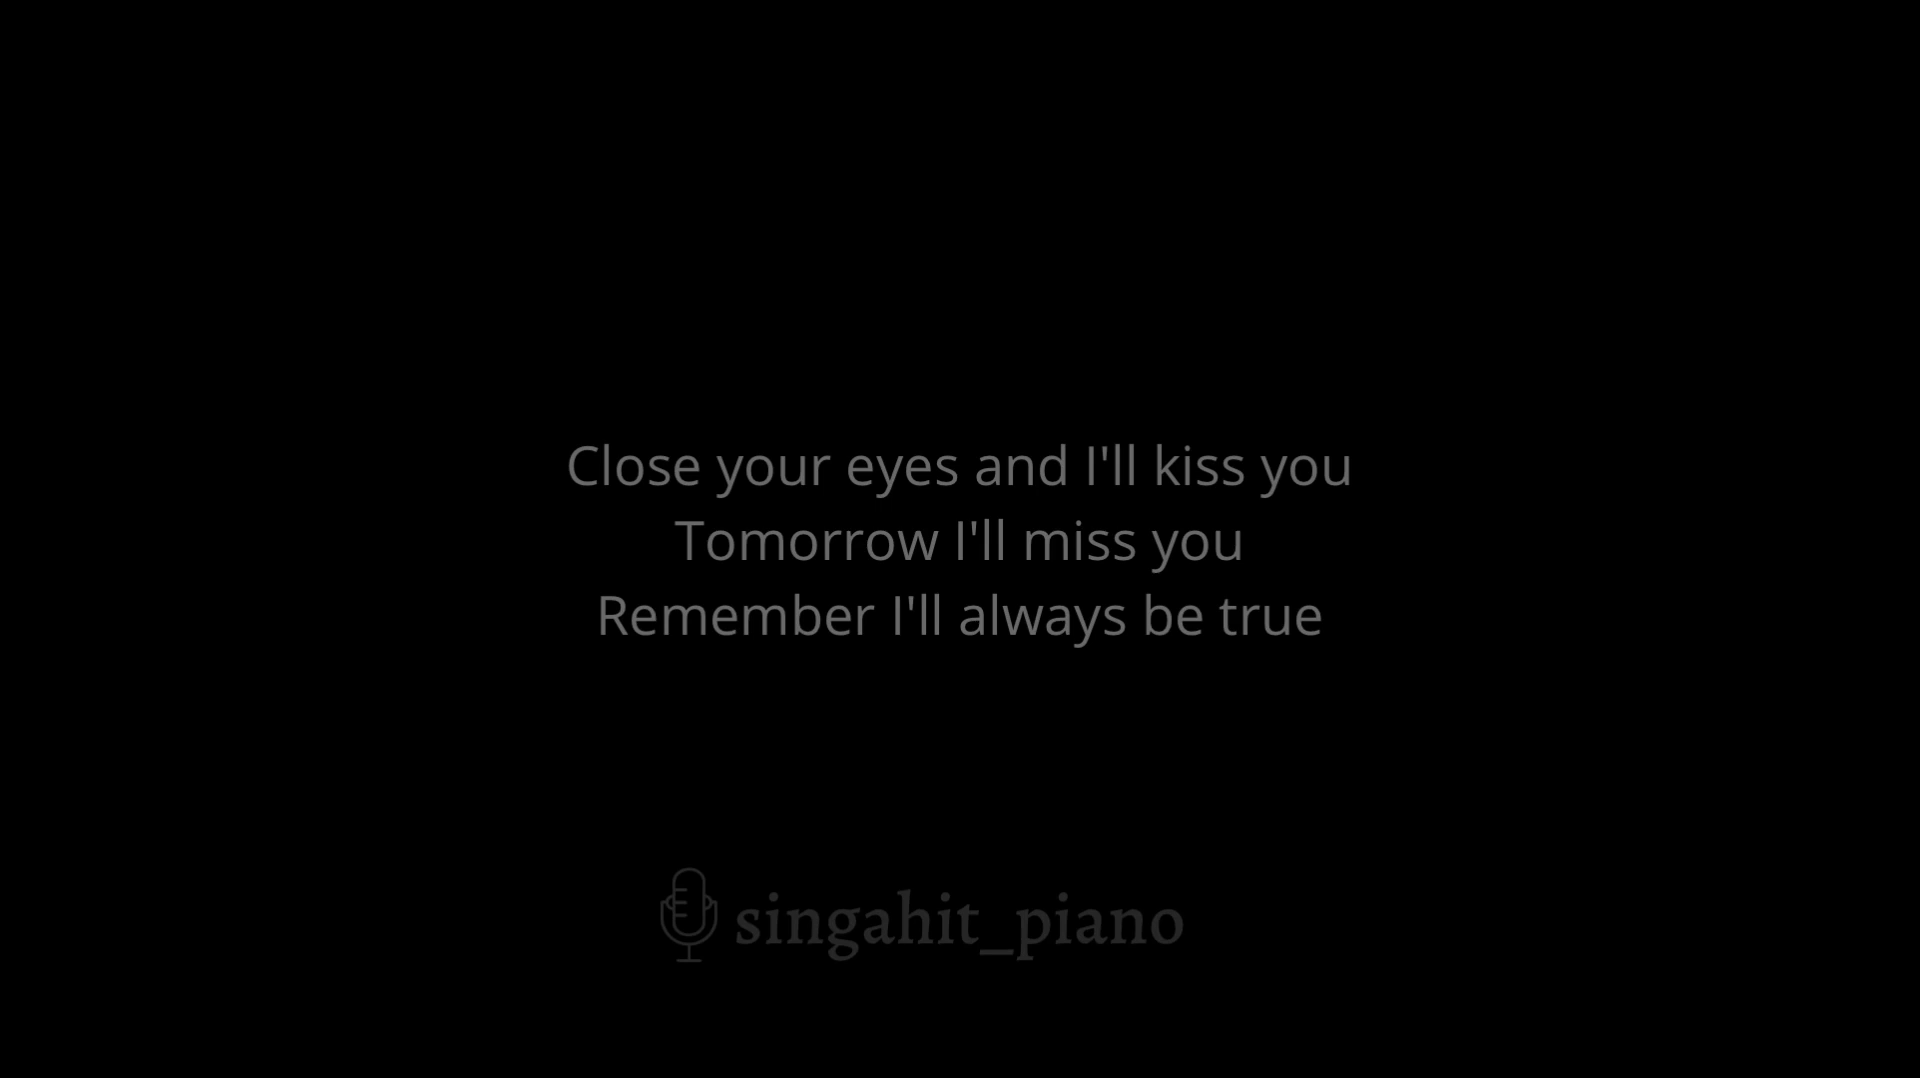 Close your eyes and I'll kiss you
Tomorrow I'll miss you
Remember I'll always be true
singahit_piano